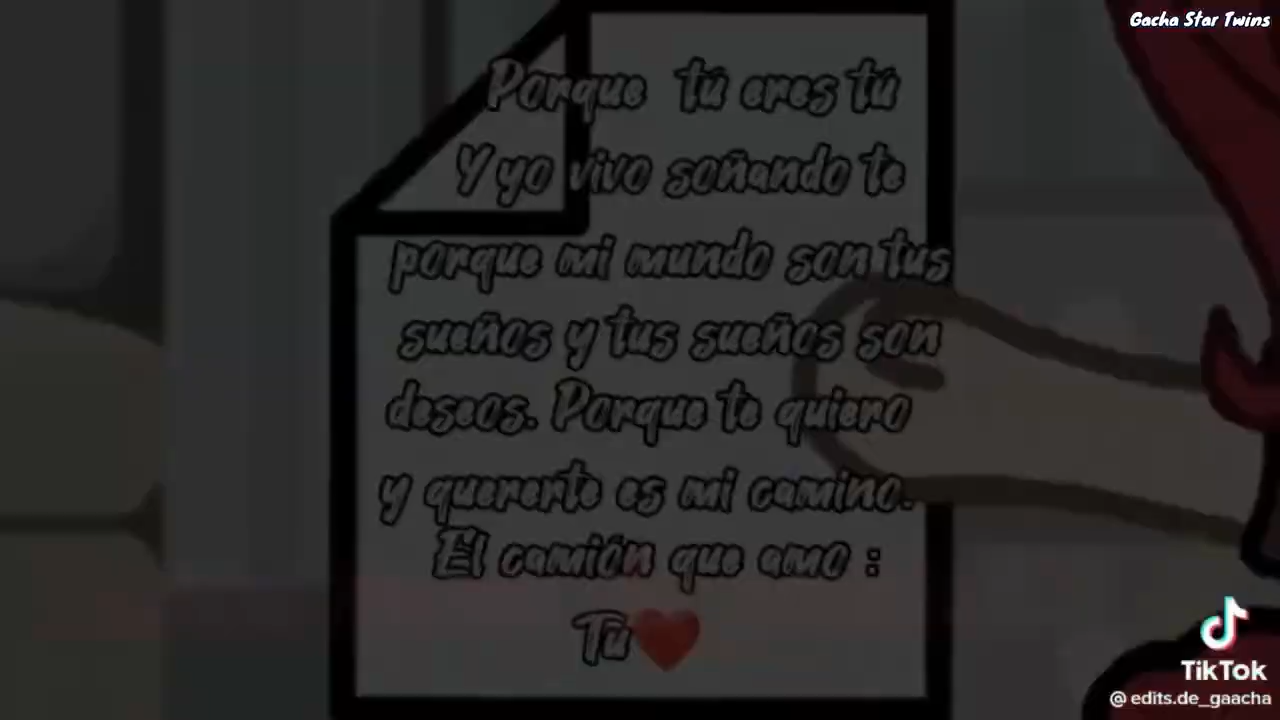 Gacha Star Twins
Porque tú eres tú
Y yo vivo soñando te
porque mi mundo son tus
sueños y tus sueños son
deseos. Porque te quiero
y quererte es mi camino.
El camión que amo :
Tú❤️
TikTok
@edits.de_gaacha